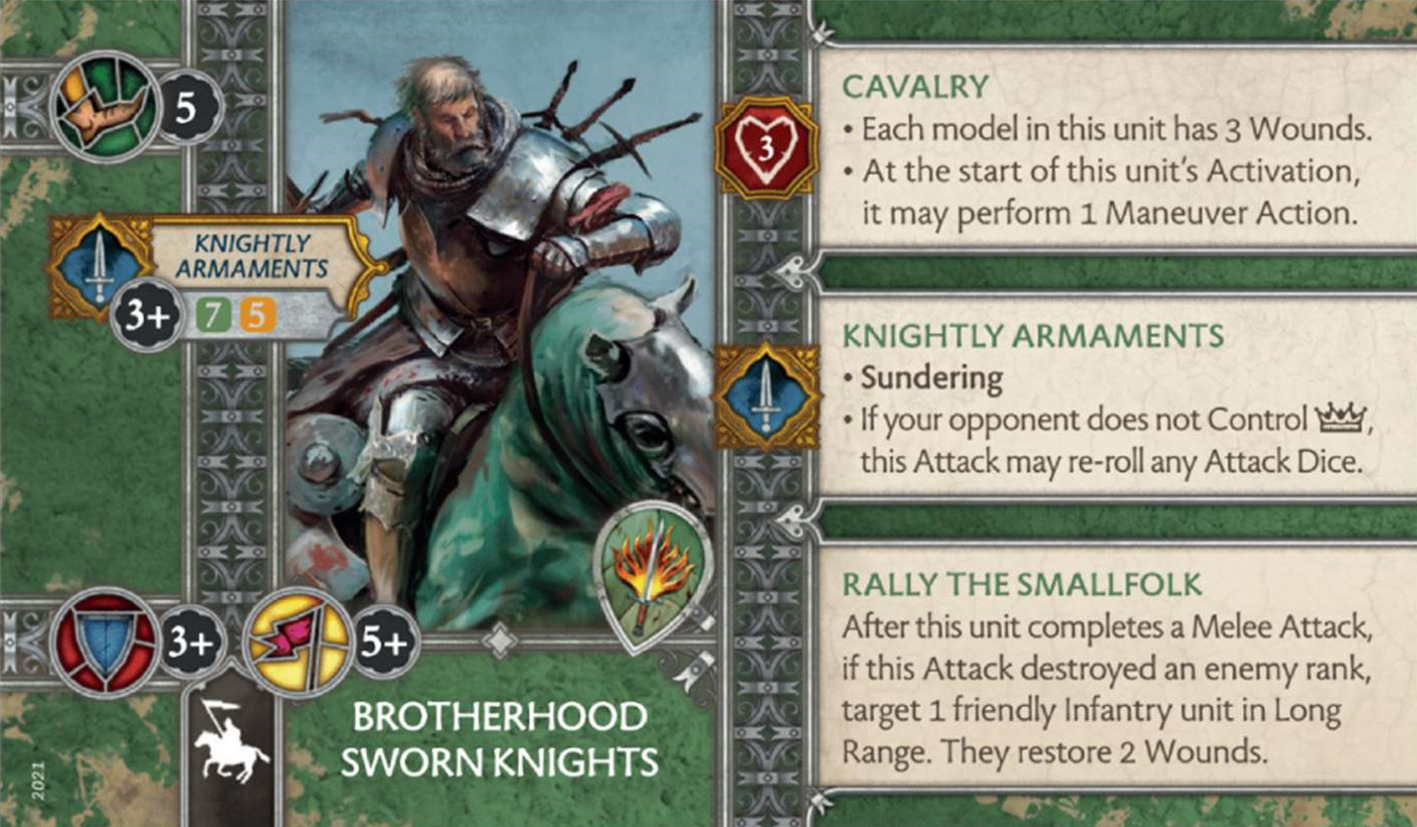 5
KNIGHTLY
ARMAMENTS
3+ 7 5
3+ 5+
BROTHERHOOD
SWORN KNIGHTS
2021
3
CAVALRY
• Each model in this unit has 3 Wounds.
• At the start of this unit's Activation,
it may perform 1 Maneuver Action.
KNIGHTLY ARMAMENTS
• Sundering
• If your opponent does not Control ,
this Attack may re-roll any Attack Dice.
RALLY THE SMALLFOLK
After this unit completes a Melee Attack,
if this Attack destroyed an enemy rank,
target 1 friendly Infantry unit in Long
Range. They restore 2 Wounds.